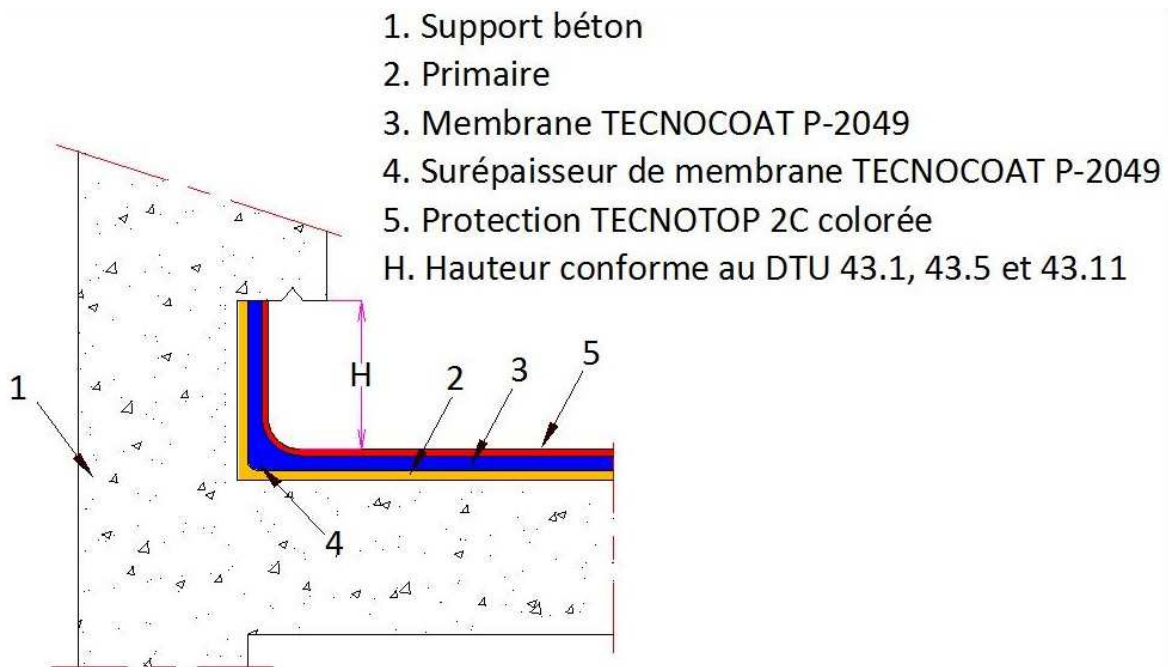 1. Support béton
2. Primaire
3. Membrane TECNOCOAT P-2049
4. Surépaisseur de membrane TECNOCOAT P-2049
5. Protection TECNOTOP 2C colorée
H. Hauteur conforme au DTU 43.1, 43.5 et 43.11
5
H
2
3
1
4